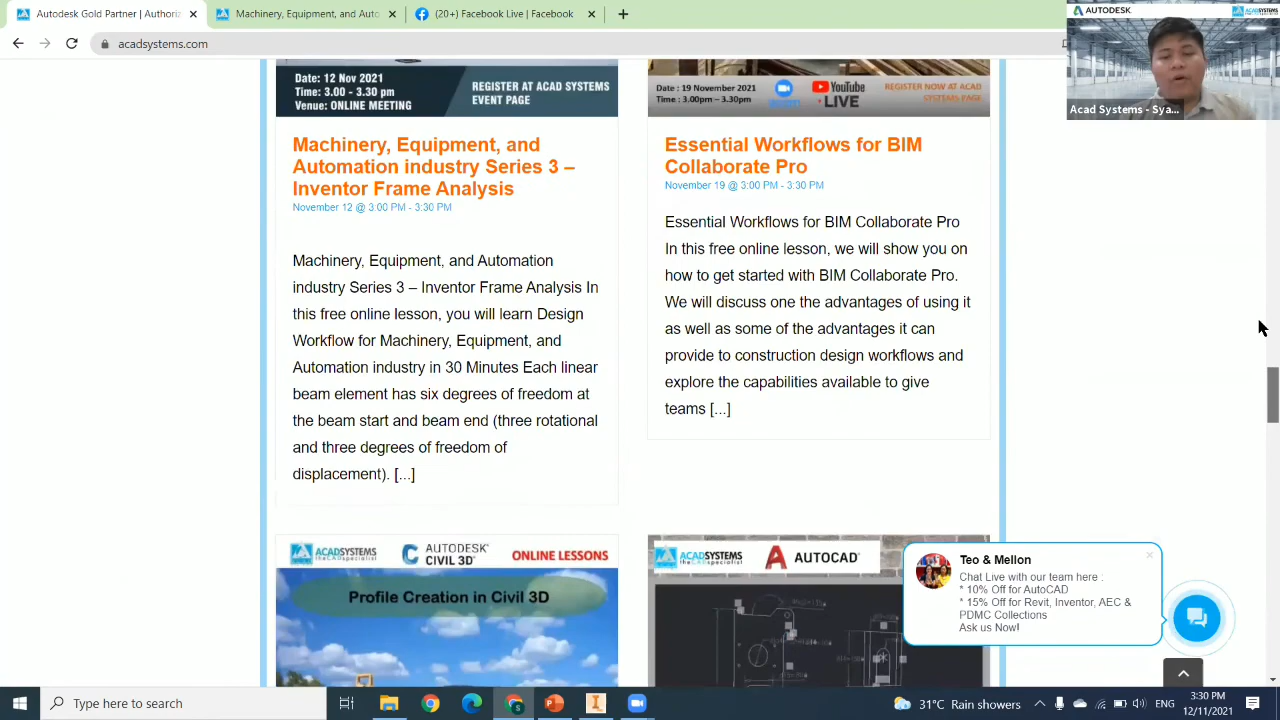 Autodesk Gold Partner | Authoriz
Machinery, Equipment, and Au
(20+) Facebook Live | F
acadsystems.com
AUTODESK
ACADSYSTEMS
Acad Systems - Sya...
Date: 12 Nov 2021
Time: 3.00 - 3.30 pm
Venue: ONLINE MEETING
REGISTER AT ACAD SYSTEMS
EVENT PAGE
Date : 19 November 2021
Time : 3.00pm – 3.30pm
YouTube
LIVE
REGISTER NOW AT ACAD
SYSTEMS PAGE
Machinery, Equipment, and
Automation industry Series 3 –
Inventor Frame Analysis
November 12 @ 3:00 PM - 3:30 PM
Machinery, Equipment, and Automation
industry Series 3 – Inventor Frame Analysis In
this free online lesson, you will learn Design
Workflow for Machinery, Equipment, and
Automation industry in 30 Minutes Each linear
beam element has six degrees of freedom at
the beam start and beam end (three rotational
and three degrees of freedom of
displacement). [...]
Essential Workflows for BIM
Collaborate Pro
November 19 @ 3:00 PM - 3:30 PM
Essential Workflows for BIM Collaborate Pro
In this free online lesson, we will show you on
how to get started with BIM Collaborate Pro.
We will discuss one the advantages of using it
as well as some of the advantages it can
provide to construction design workflows and
explore the capabilities available to give
teams [...]
ACADSYSTEMS
theCADspecialist
AUTODESK
CIVIL 3D
ONLINE LESSONS
Profile Creation in Civil 3D
ACADSYSTEMS
theCADspecialist
AUTOCAD
Teo & Mellon
Chat Live with our team here :
* 10% Off for AutoCAD
* 15% Off for Revit, Inventor, AEC &
PDMC Collections
Ask us Now!
Type here to search
31°C Rain showers
ENG
3:30 PM
12/11/2021